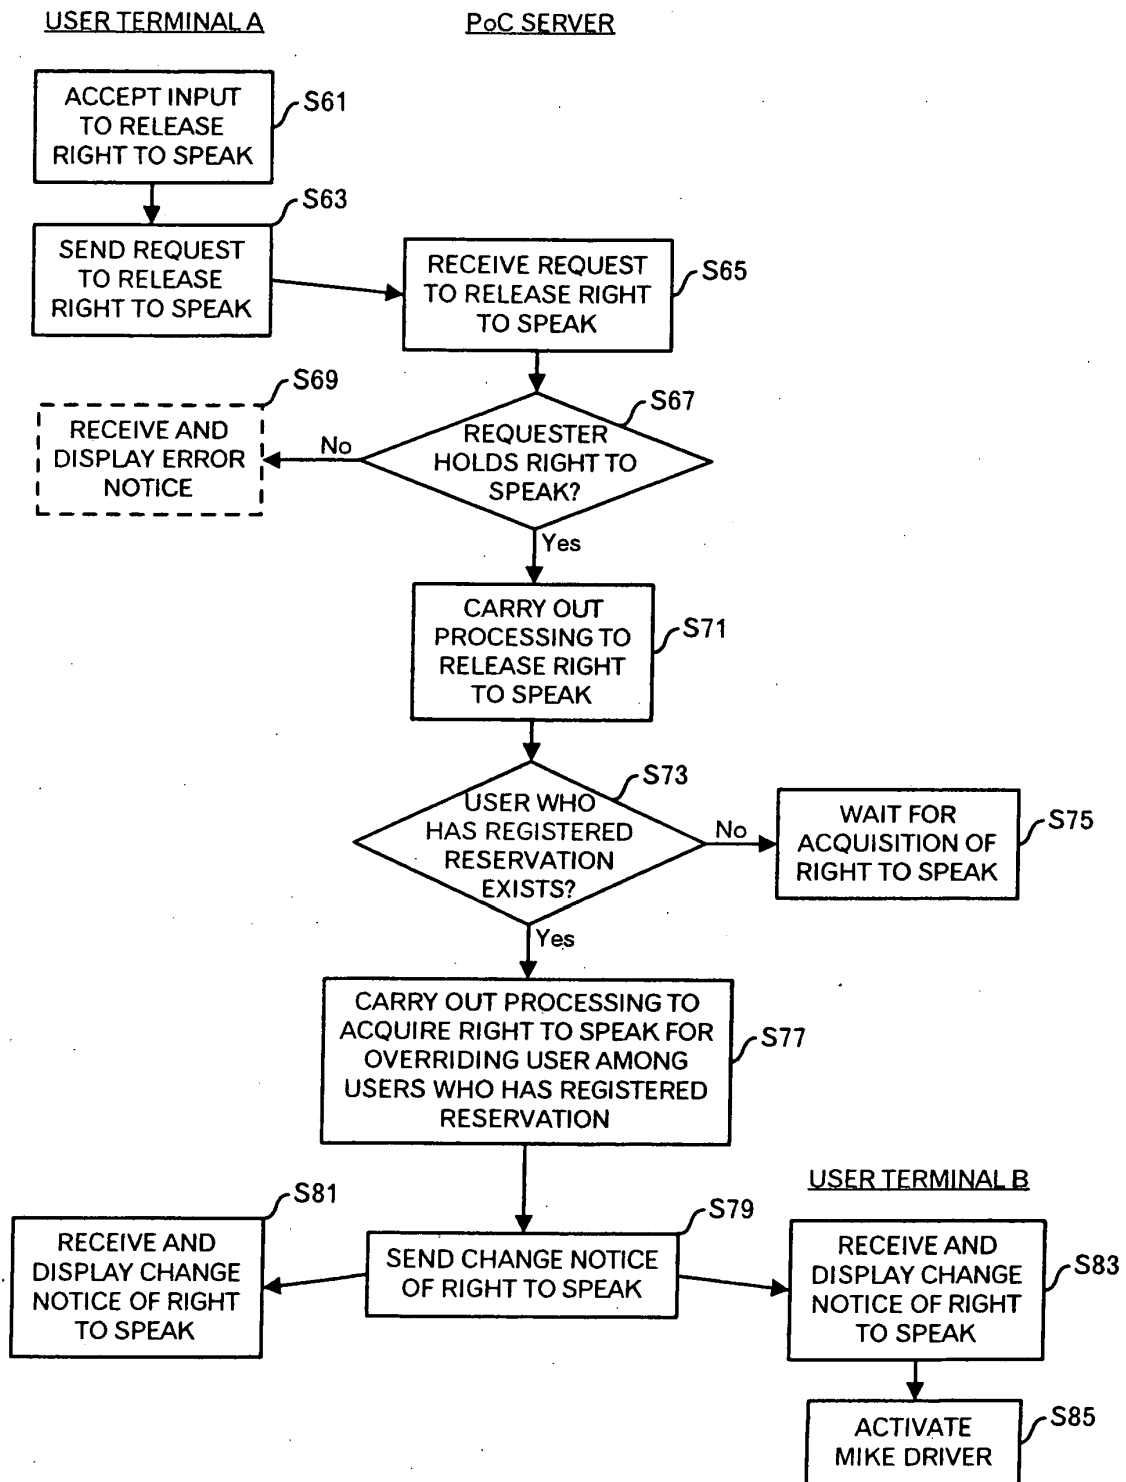 USER TERMINAL A
PoC SERVER
ACCEPT INPUT
TO RELEASE
RIGHT TO SPEAK
S61
S63
SEND REQUEST
TO RELEASE
RIGHT TO SPEAK
RECEIVE REQUEST
TO RELEASE RIGHT
TO SPEAK
S65
S69
RECEIVE AND
DISPLAY ERROR
NOTICE
No
S67
REQUESTER
HOLDS RIGHT TO
SPEAK?
Yes
CARRY OUT
PROCESSING TO
RELEASE RIGHT
TO SPEAK
S71
S73
USER WHO
HAS REGISTERED
RESERVATION
EXISTS?
No
WAIT FOR
ACQUISITION OF
RIGHT TO SPEAK
S75
Yes
CARRY OUT PROCESSING TO
ACQUIRE RIGHT TO SPEAK FOR
OVERRIDING USER AMONG
USERS WHO HAS REGISTERED
RESERVATION
S77
USER TERMINAL B
S81
RECEIVE AND
DISPLAY CHANGE
NOTICE OF RIGHT
TO SPEAK
S79
SEND CHANGE NOTICE
OF RIGHT TO SPEAK
RECEIVE AND
DISPLAY CHANGE
NOTICE OF RIGHT
TO SPEAK
S83
ACTIVATE
MIKE DRIVER
S85